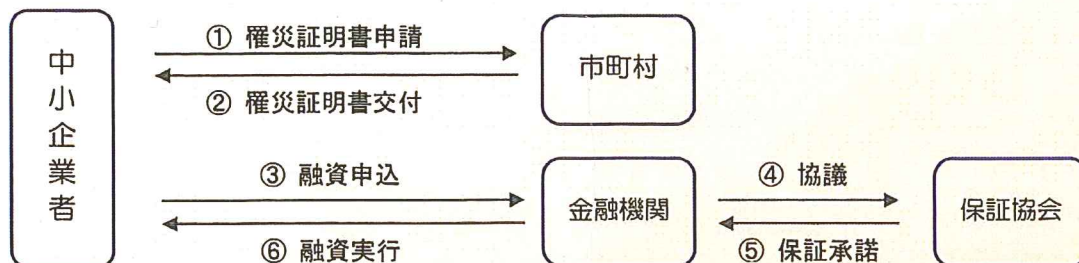 中小企業者
① 罹災証明書申請
市町村
② 罹災証明書交付
③ 融資申込
④ 協議
金融機関
保証協会
⑥ 融資実行
⑤ 保証承諾